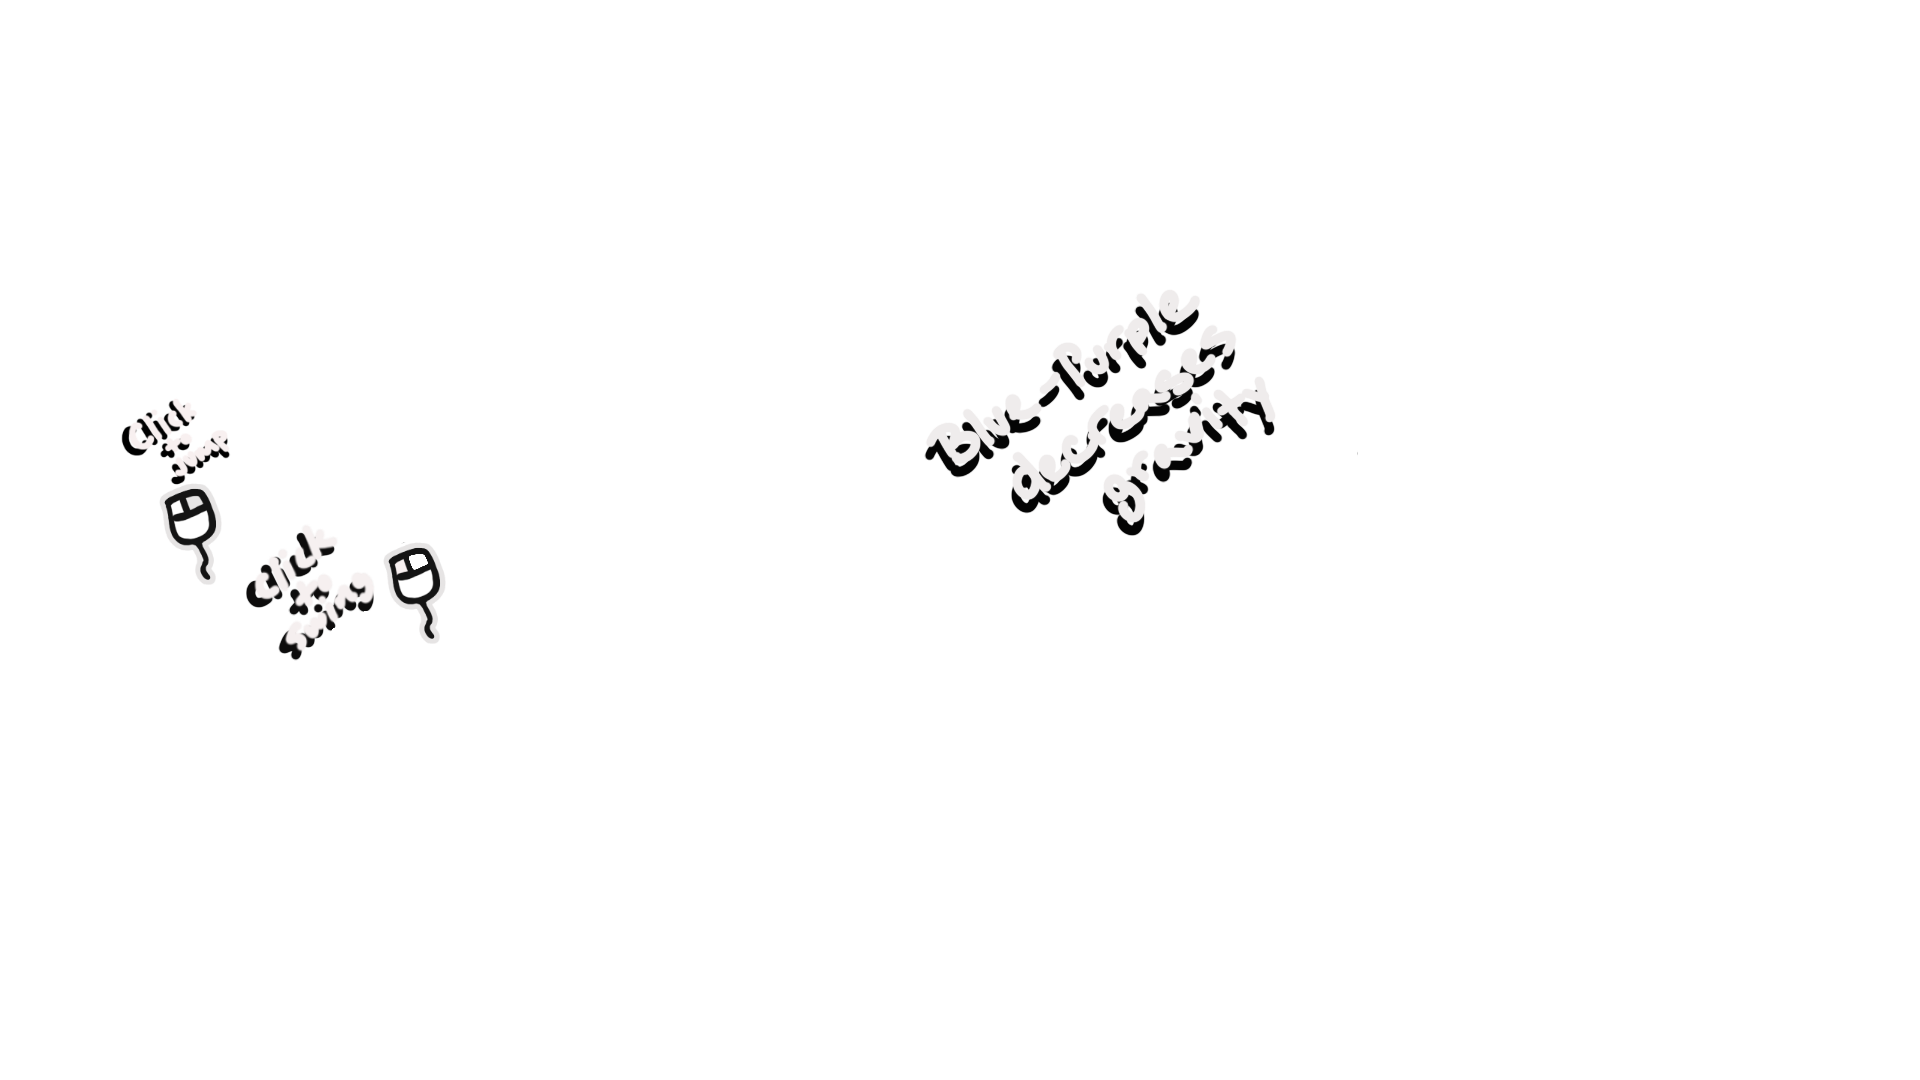 Click
to
Jump
Click
to
Swing
Blue-Purple
decreases
gravity